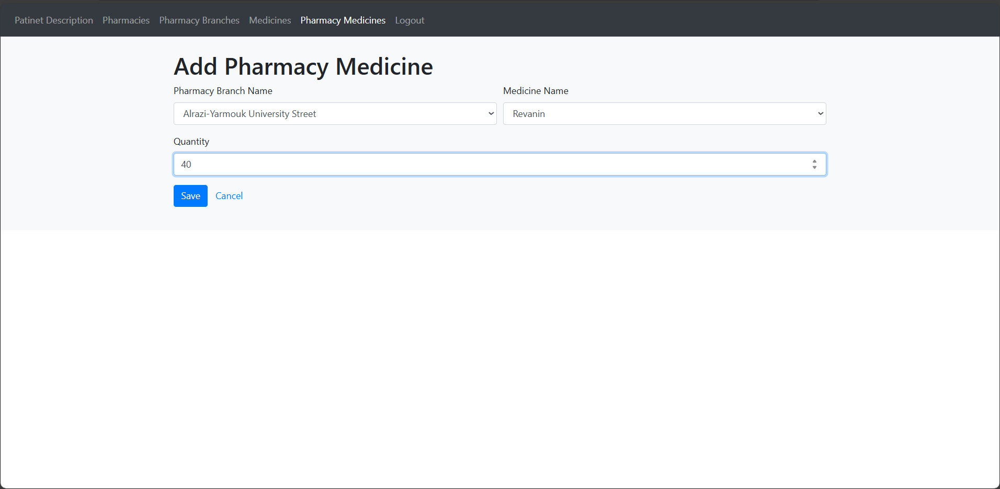 Patinet Description Pharmacies Pharmacy Branches Medicines Pharmacy Medicines Logout
Add Pharmacy Medicine
Pharmacy Branch Name Medicine Name
Alrazi-Yarmouk University Street Revanin
Quantity
40
Save Cancel